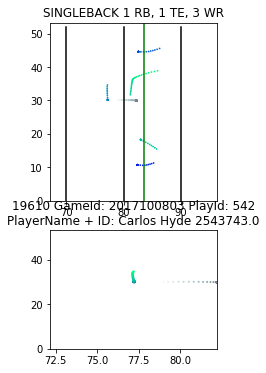 SINGLEBACK 1 RB, 1 TE, 3 WR
50
40
30
20
10
0
70 80 90
19610 GameId: 2017100803 PlayId: 542
PlayerName + ID: Carlos Hyde 2543743.0
40
20
0
72.5 75.0 77.5 80.0